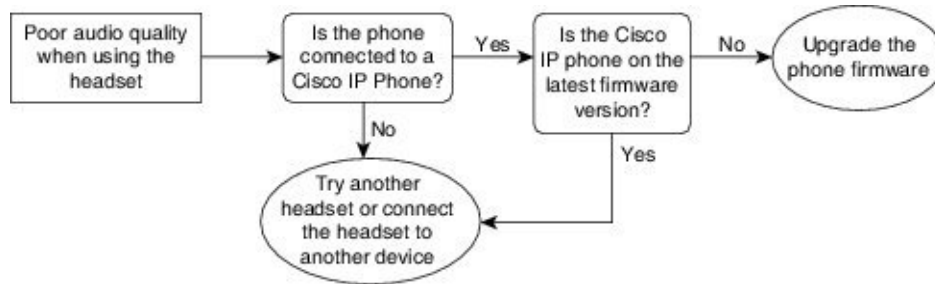 Poor audio quality
when using the
headset
Is the phone
connected to a
Cisco IP Phone?
Yes
Is the Cisco
IP phone on the
latest firmware
version?
No
Upgrade the
phone firmware
No
Yes
Try another
headset or connect
the headset to
another device